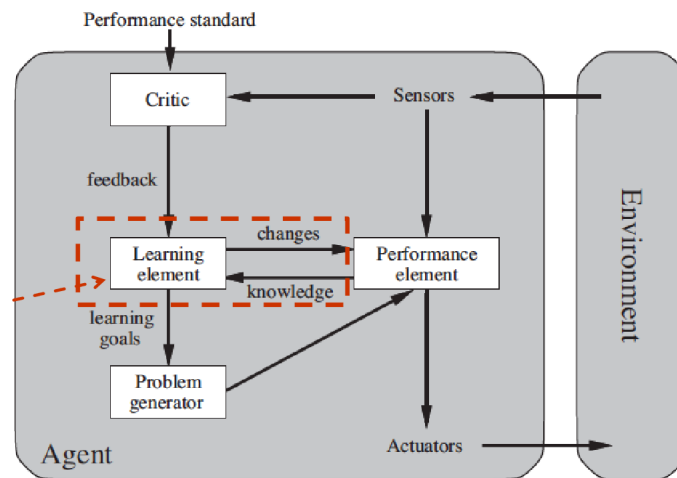 Performance standard
Critic
Sensors
feedback
changes
Learning
element
Performance
element
knowledge
learning
goals
Problem
generator
Agent
Actuators
Environment